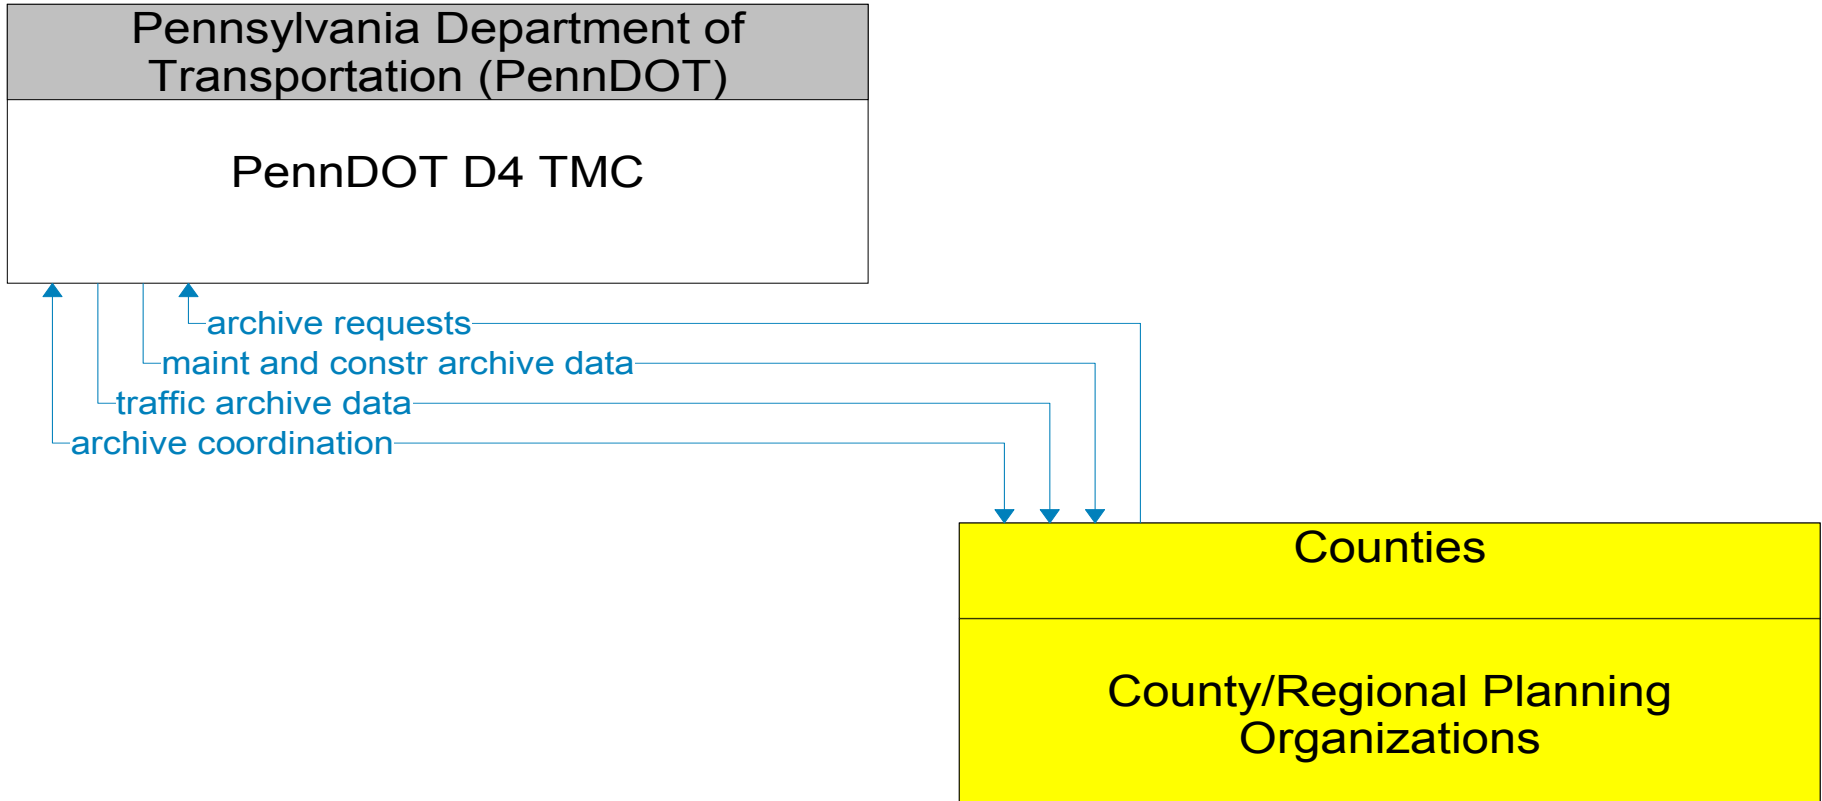 Pennsylvania Department of
Transportation (PennDOT)
PennDOT D4 TMC
archive requests
maint and constr archive data
traffic archive data
archive coordination
Counties
County/Regional Planning
Organizations